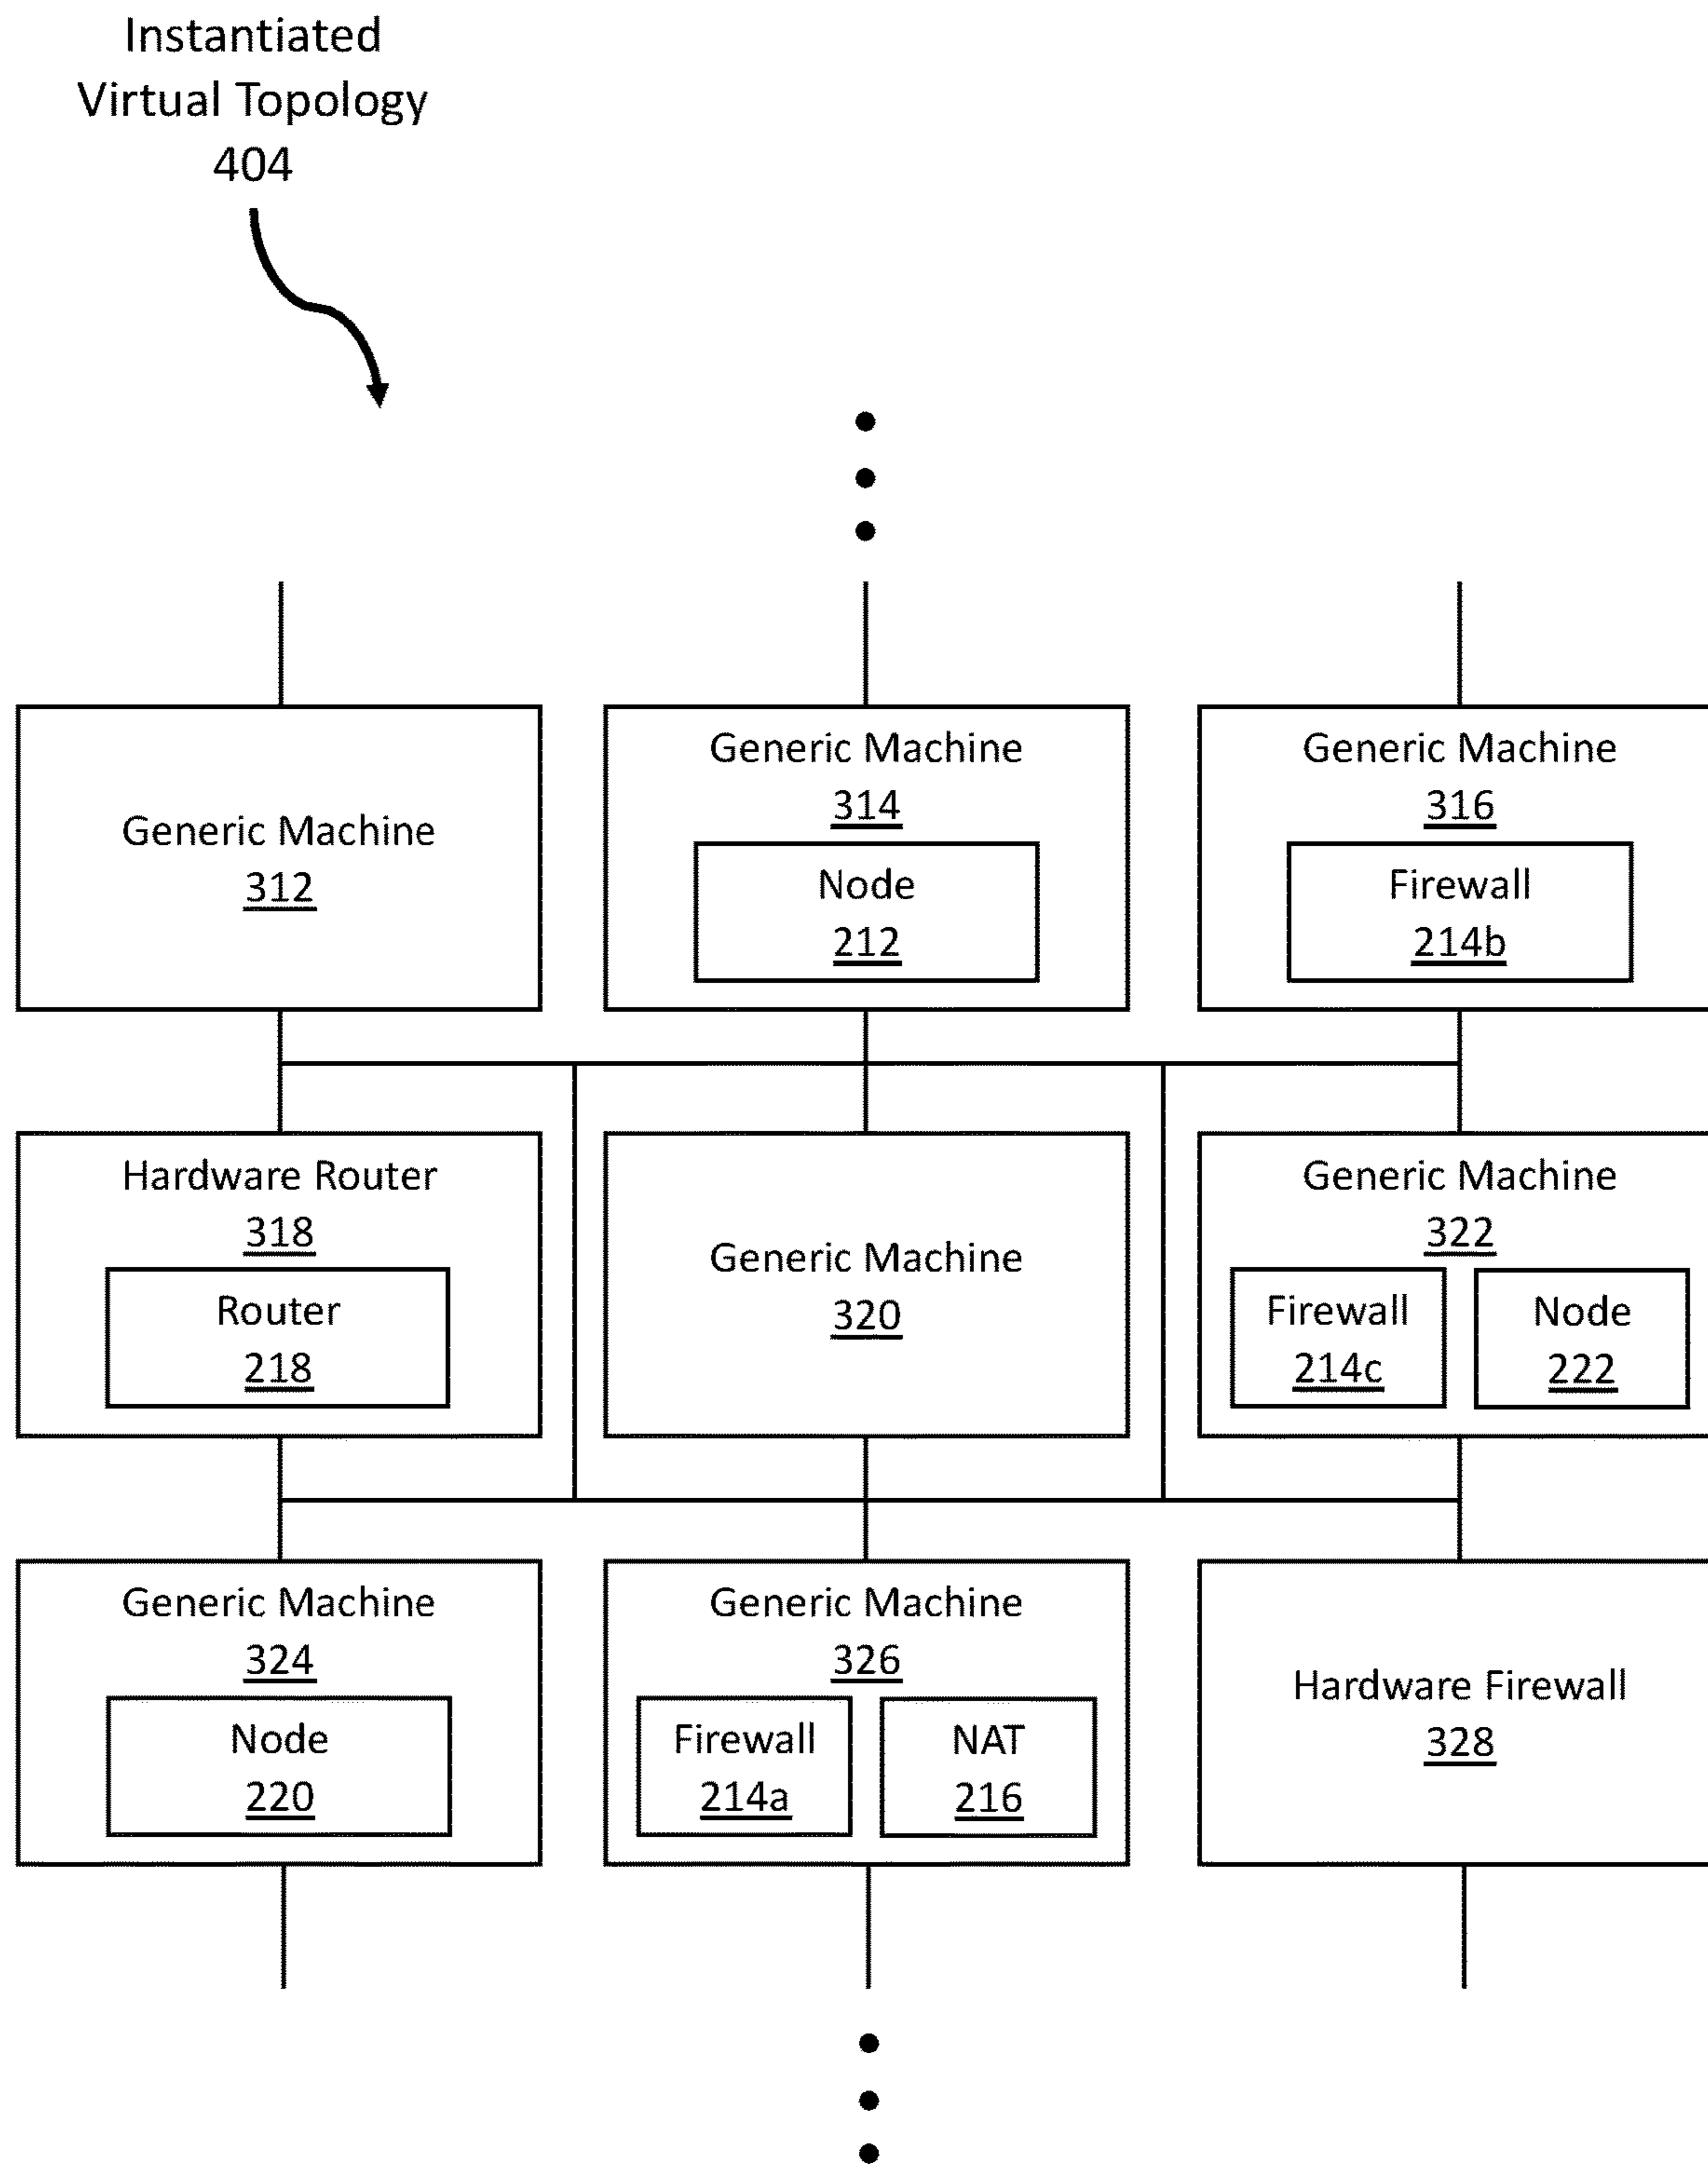 Instantiated
Virtual Topology
404
Generic Machine
312
Generic Machine
314
Node
212
Generic Machine
316
Firewall
214b
Hardware Router
318
Router
218
Generic Machine
320
Generic Machine
322
Firewall
214c
Node
222
Generic Machine
324
Node
220
Generic Machine
326
Firewall
214a
NAT
216
Hardware Firewall
328